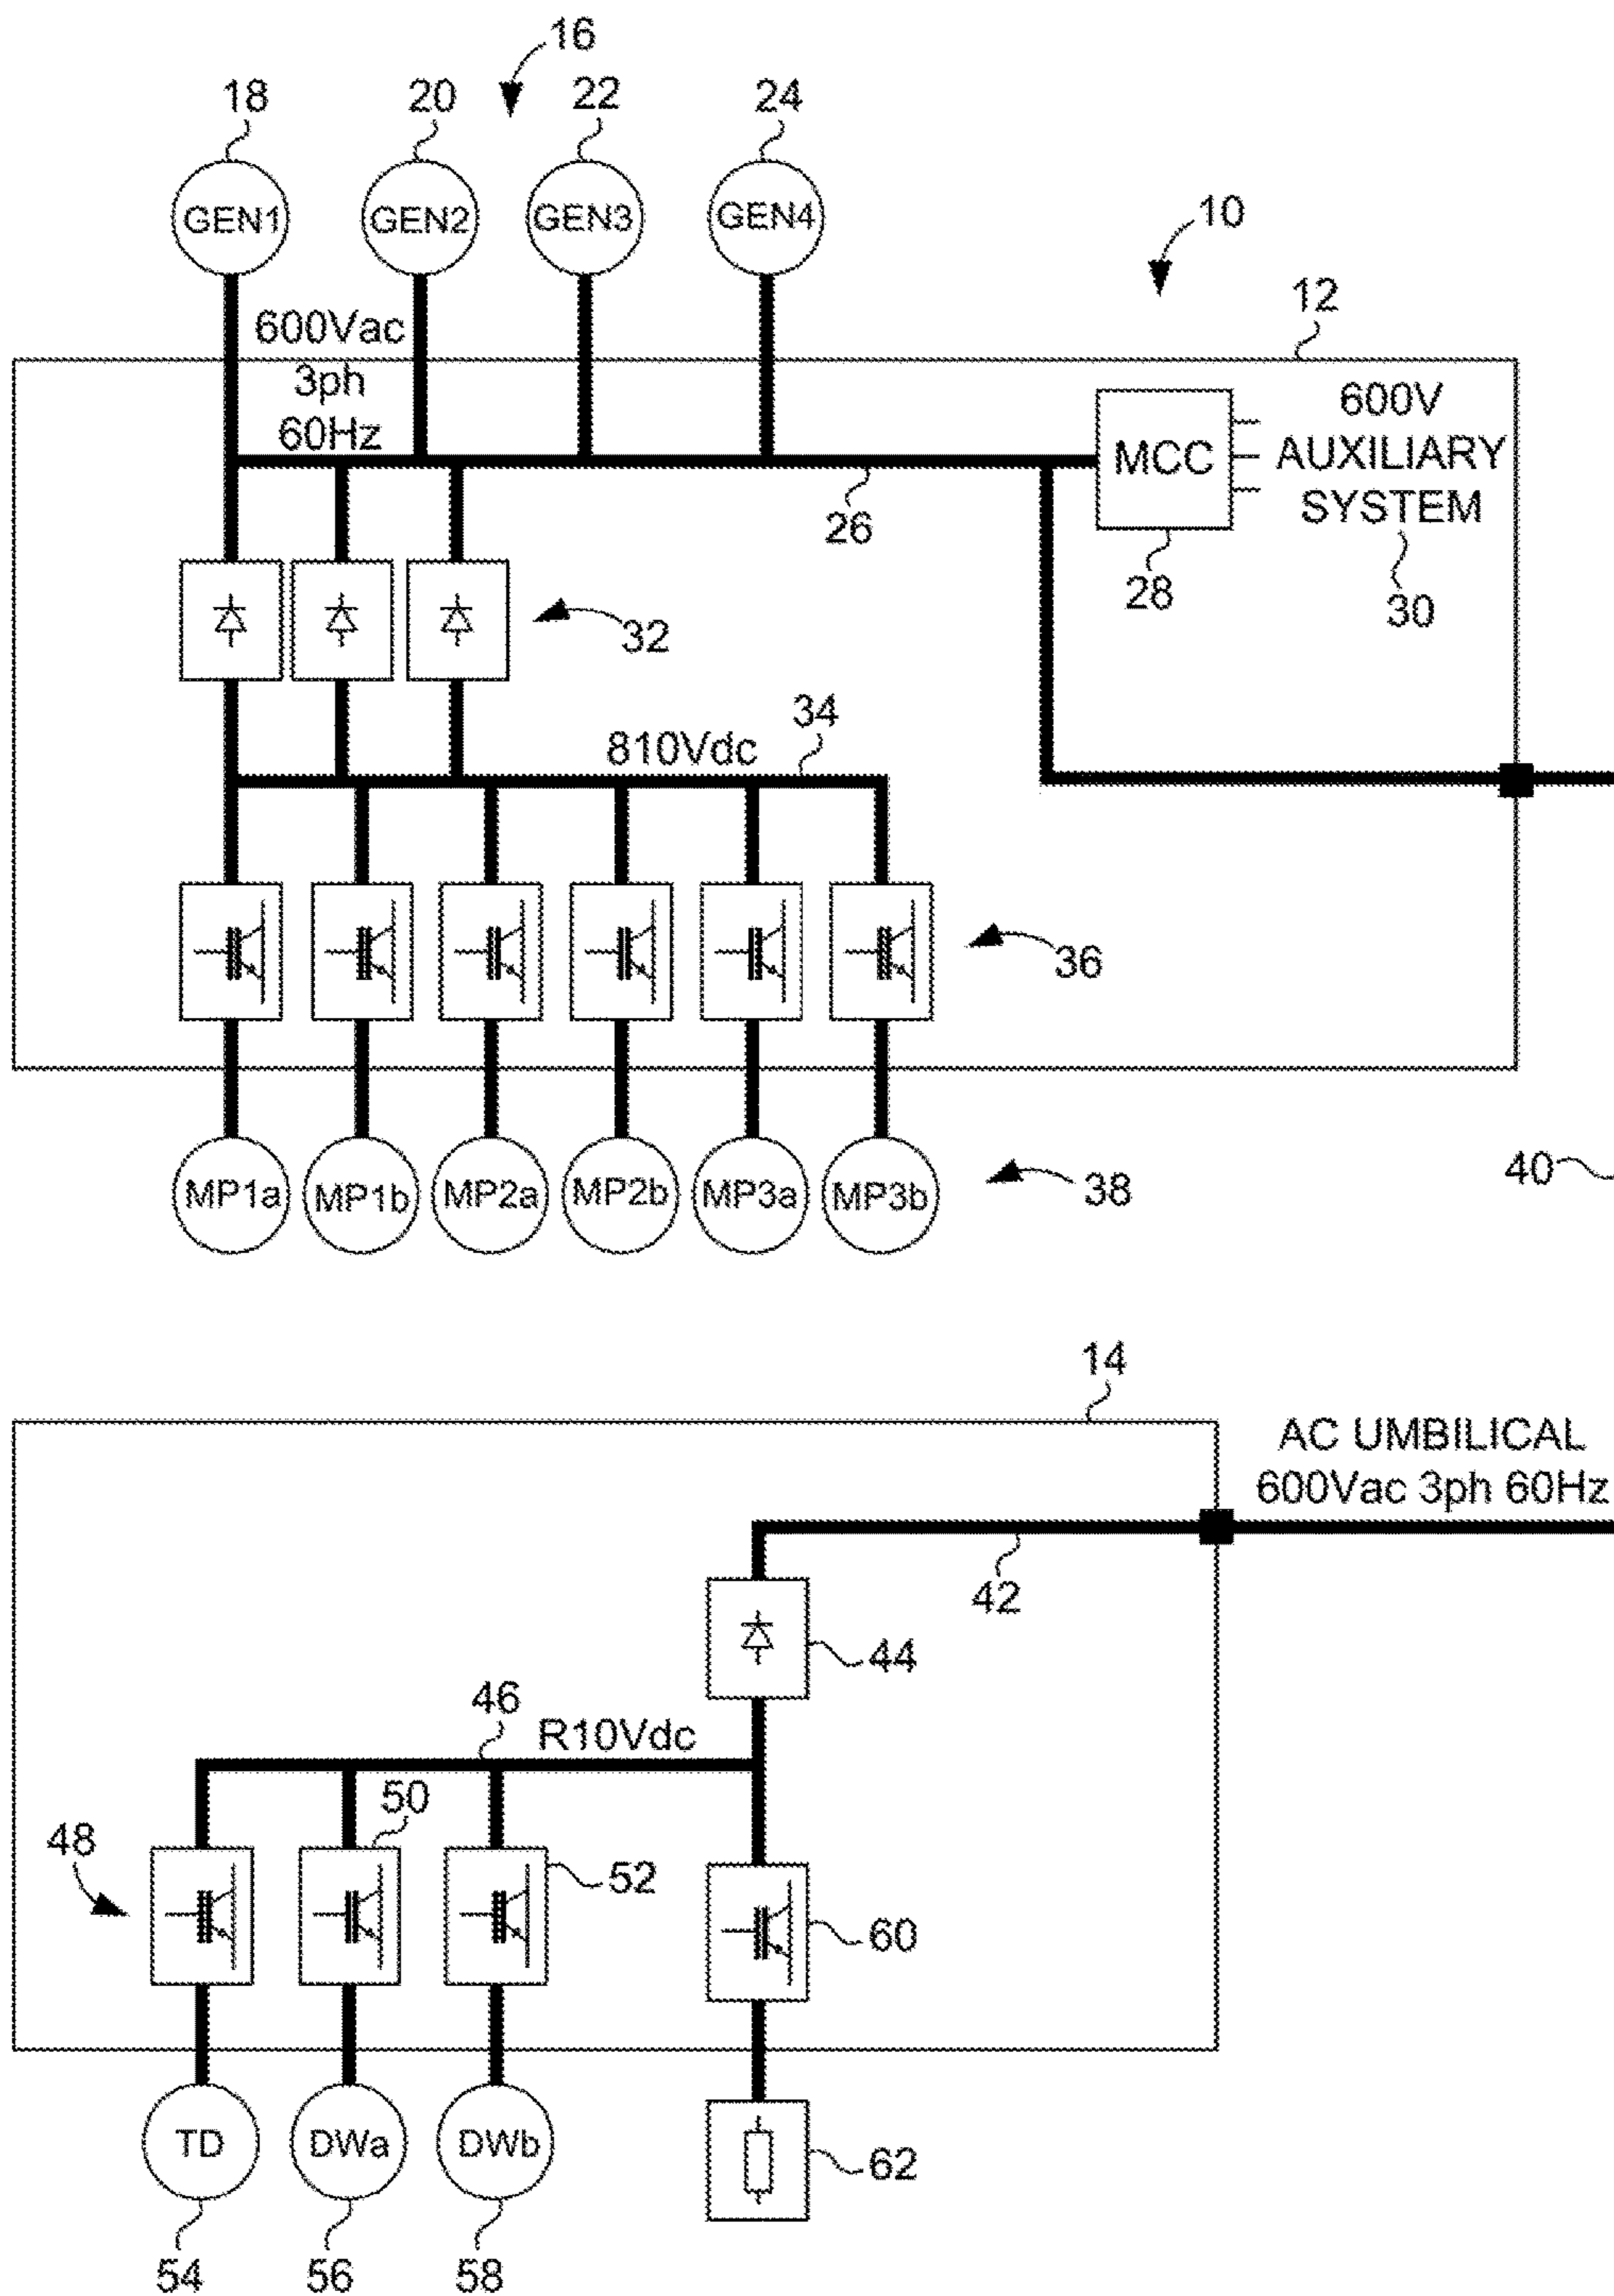 16
18
20
22
24
GEN1
GEN2
GEN3
GEN4
10
12
600Vac
3ph
60Hz
MCC
600V
AUXILIARY
SYSTEM
26
28
30
32
34
810Vdc
36
MP1a
MP1b
MP2a
MP2b
MP3a
MP3b
38
40
14
AC UMBILICAL
600Vac 3ph 60Hz
42
44
46
R10Vdc
48
50
52
60
TD
DWa
DWb
62
54
56
58